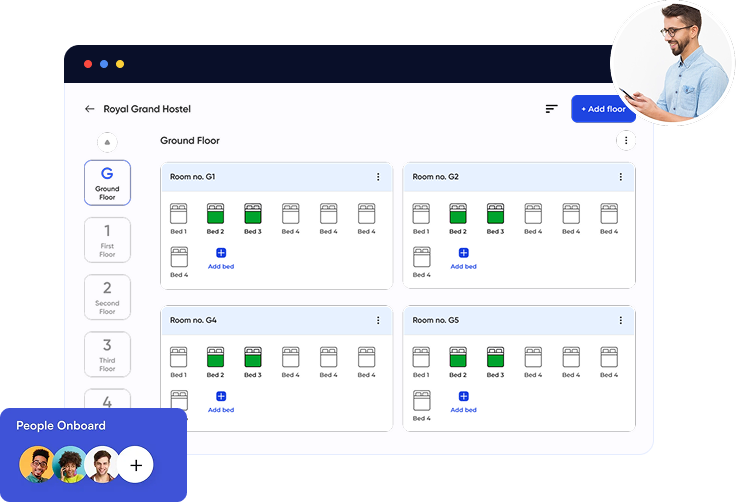 Royal Grand Hostel
+ Add floor
Ground Floor
G
Ground
Floor
1
First
Floor
2
Second
Floor
3
Third
Floor
4
Room no. G1
Bed 1 Bed 2 Bed 3 Bed 4 Bed 4 Bed 4
Bed 4 Add bed
Room no. G2
Bed 1 Bed 2 Bed 3 Bed 4 Bed 4 Bed 4
Bed 4 Add bed
Room no. G4
Bed 1 Bed 2 Bed 3 Bed 4 Bed 4 Bed 4
Add bed
Room no. G5
Bed 1 Bed 2 Bed 3 Bed 4 Bed 4 Bed 4
Bed 4 Add bed
People Onboard
+